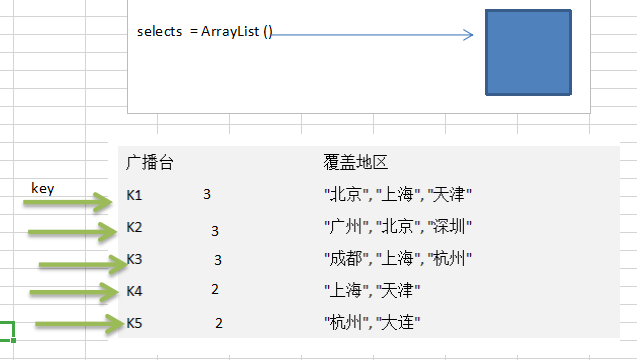 selects = ArrayList ()
广播台 覆盖地区
key
K1 3 "北京", "上海", "天津"
K2 3 "广州", "北京", "深圳"
K3 3 "成都", "上海", "杭州"
K4 2 "上海", "天津"
K5 2 "杭州", "大连"